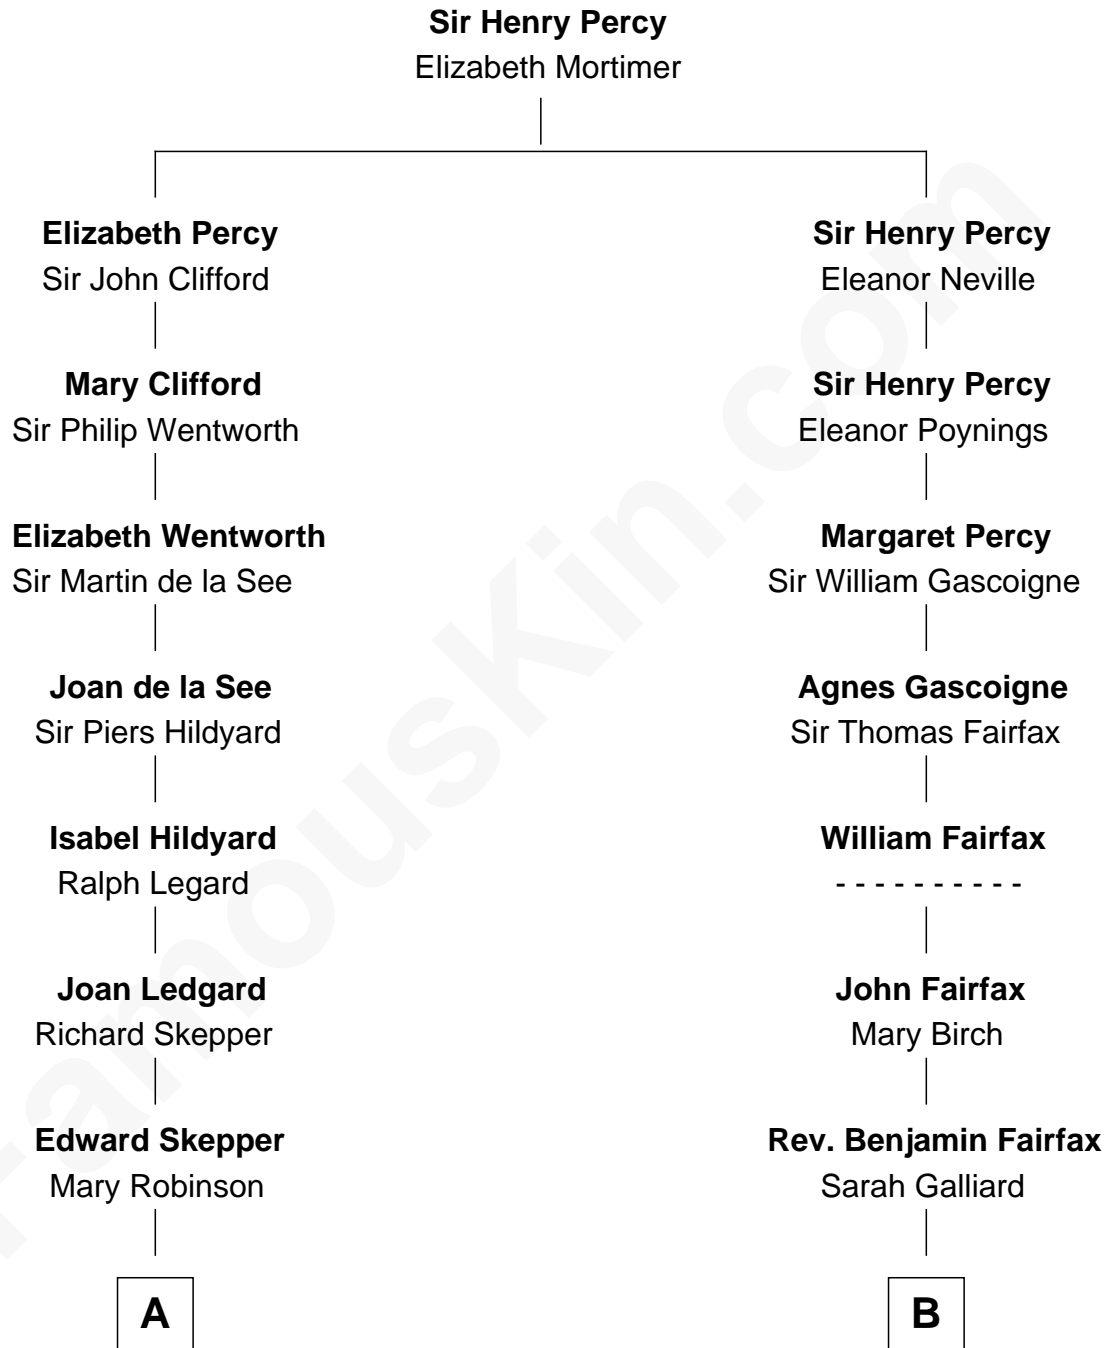 Sir Henry Percy
Elizabeth Mortimer
Elizabeth Percy
Sir John Clifford
Sir Henry Percy
Eleanor Neville
Mary Clifford
Sir Philip Wentworth
Sir Henry Percy
Eleanor Poynings
Elizabeth Wentworth
Sir Martin de la See
Margaret Percy
Sir William Gascoigne
Joan de la See
Sir Piers Hildyard
Agnes Gascoigne
Sir Thomas Fairfax
Isabel Hildyard
Ralph Legard
William Fairfax
- - - - - - - - - -
Joan Ledgard
Richard Skepper
John Fairfax
Mary Birch
Edward Skepper
Mary Robinson
Rev. Benjamin Fairfax
Sarah Galliard
A
B
FamousKin.com